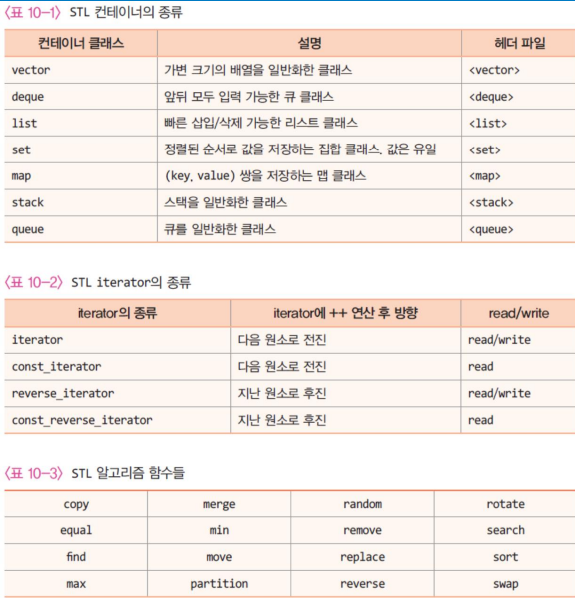 〈표 10-1〉 STL 컨테이너의 종류
컨테이너 클래스 설명 헤더 파일
vector 가변 크기의 배열을 일반화한 클래스 <vector>
deque 앞뒤 모두 입력 가능한 큐 클래스 <deque>
list 빠른 삽입/삭제 가능한 리스트 클래스 <list>
set 정렬된 순서로 값을 저장하는 집합 클래스. 값은 유일 <set>
map (key, value) 쌍을 저장하는 맵 클래스 <map>
stack 스택을 일반화한 클래스 <stack>
queue 큐를 일반화한 클래스 <queue>
〈표 10-2〉 STL iterator의 종류
iterator의 종류 iterator에 ++ 연산 후 방향 read/write
iterator 다음 원소로 전진 read/write
const_iterator 다음 원소로 전진 read
reverse_iterator 지난 원소로 후진 read/write
const_reverse_iterator 지난 원소로 후진 read
〈표 10-3〉 STL 알고리즘 함수들
copy merge random rotate
equal min remove search
find move replace sort
max partition reverse swap